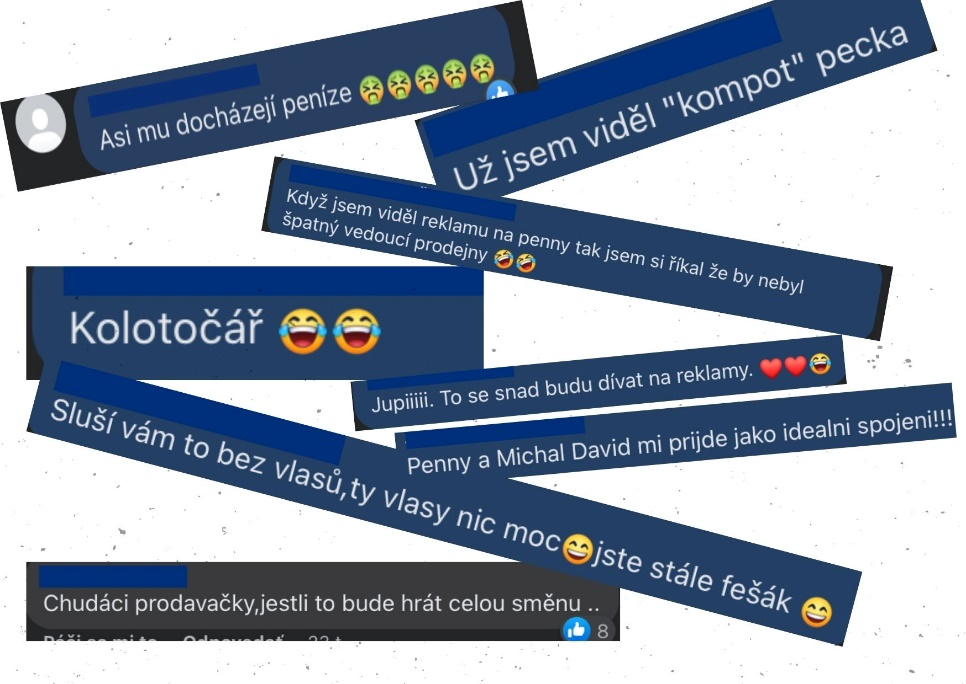 Asi mu docházejí peníze 🤮🤮🤮🤮🤮
Už jsem viděl "kompot" pecka
Když jsem viděl reklamu na penny tak jsem si říkal že by nebyl
špatný vedoucí prodejny 🤣🤣
Kolotočář 😂😂
Jupiiiii. To se snad budu dívat na reklamy. ❤️❤️😂
Penny a Michal David mi prijde jako idealni spojeni!!!
Sluší vám to bez vlasů,ty vlasy nic moc😄jste stále fešák 😄
Chudáci prodavačky,jestli to bude hrát celou směnu ..
8